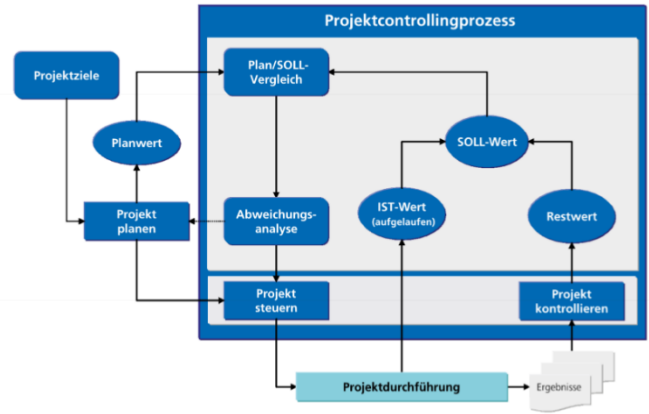 Projektcontrollingprozess
Projektziele
Plan/SOLL-
Vergleich
Planwert
SOLL-Wert
Projekt
planen
Abweichungs-
analyse
IST-Wert
(aufgelaufen)
Restwert
Projekt
steuern
Projekt
kontrollieren
Projektdurchführung
Ergebnisse